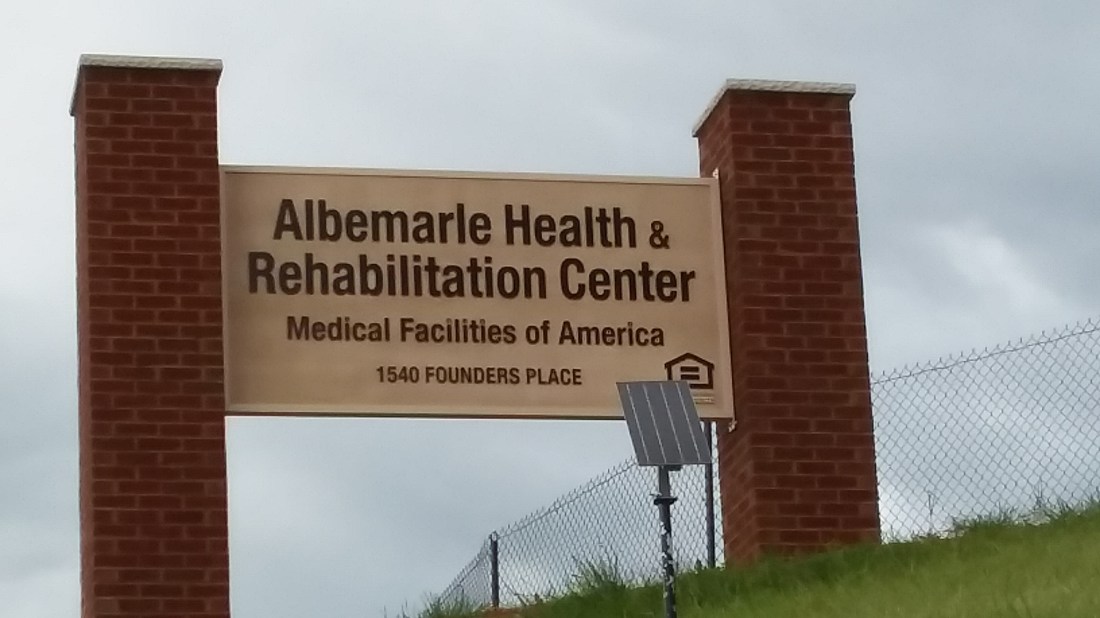 Albemarle Health &
Rehabilitation Center
Medical Facilities of America
1540 FOUNDERS PLACE